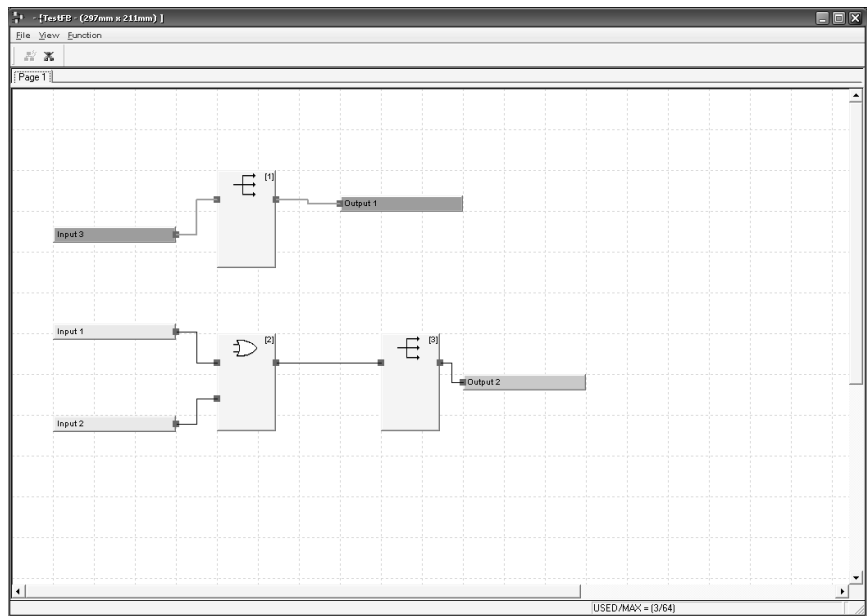 - [TestFB - (297mm x 211mm) ]
File View Function
Page 1
[1]
Output 1
Input 3
Input 1
[2]
[3]
Output 2
Input 2
USED/MAX = (3/64)